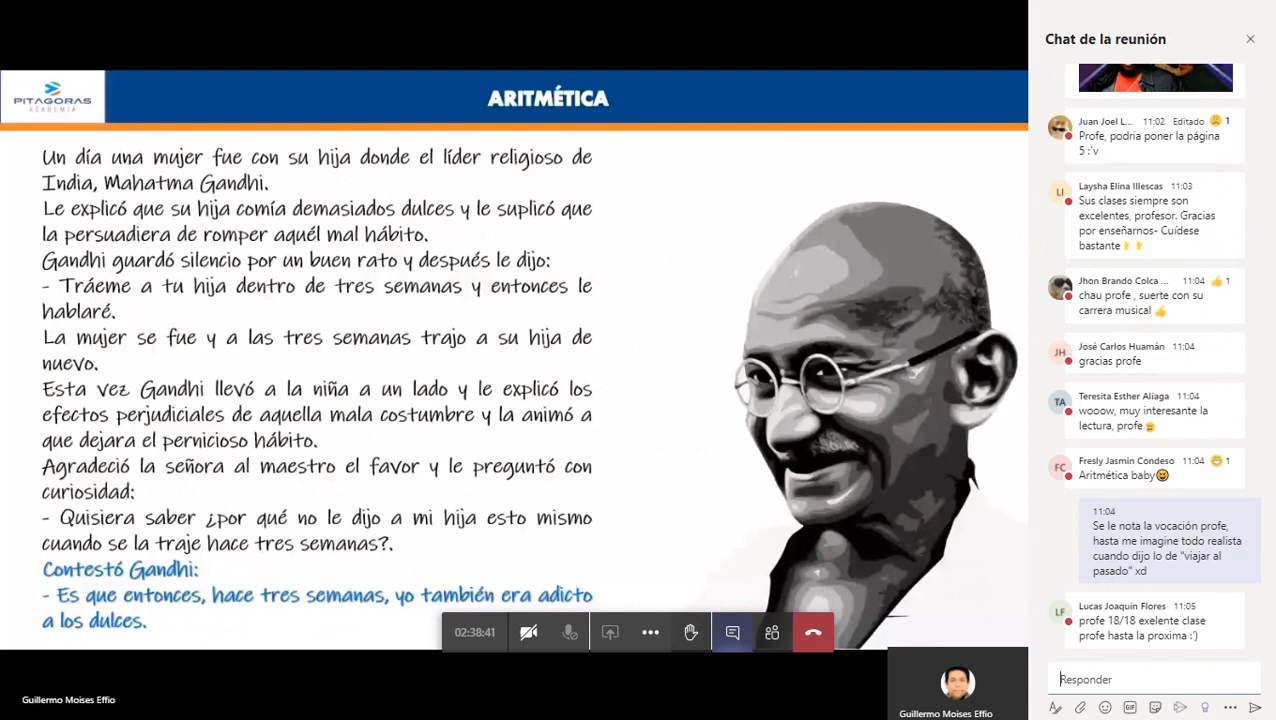 PITAGORAS
ACADEMIA
ARITMÉTICA
Un día una mujer fue con su hija donde el líder religioso de
India, Mahatma Gandhi.
Le explicó que su hija comía demasiados dulces y le suplicó que
la persuadiera de romper aquél mal hábito.
Gandhi guardó silencio por un buen rato y después le dijo:
- Tráeme a tu hija dentro de tres semanas y entonces le
hablaré.
La mujer se fue y a las tres semanas trajo a su hija de
nuevo.
Esta vez Gandhi llevó a la niña a un lado y le explicó los
efectos perjudiciales de aquella mala costumbre y la animó a
que dejara el pernicioso hábito.
Agradeció la señora al maestro el favor y le preguntó con
curiosidad:
- Quisiera saber ¿por qué no le dijo a mi hija esto mismo
cuando se la traje hace tres semanas?.
Contestó Gandhi:
- Es que entonces, hace tres semanas, yo también era adicto
a los dulces.
02:38:41
Guillermo Moises Effio
Guillermo Moises Effio
Chat de la reunión
Juan Joel L... 11:02 Editado 1
Profe, podria poner la página
5 :'v
LI
Laysha Elina Illescas 11:03
Sus clases siempre son
excelentes, profesor. Gracias
por enseñarnos- Cuídese
bastante
Jhon Brando Colca ... 11:04 1
chau profe , suerte con su
carrera musical
JH
José Carlos Huamán 11:04
gracias profe
TA
Teresita Esther Aliaga 11:04
wooow, muy interesante la
lectura, profe
FC
Fresly Jasmin Condeso 11:04 1
Aritmética baby
11:04
Se le nota la vocación profe,
hasta me imagine todo realista
cuando dijo lo de "viajar al
pasado" xd
LF
Lucas Joaquin Flores 11:05
profe 18/18 exelente clase
profe hasta la proxima :')
Responder
GIF